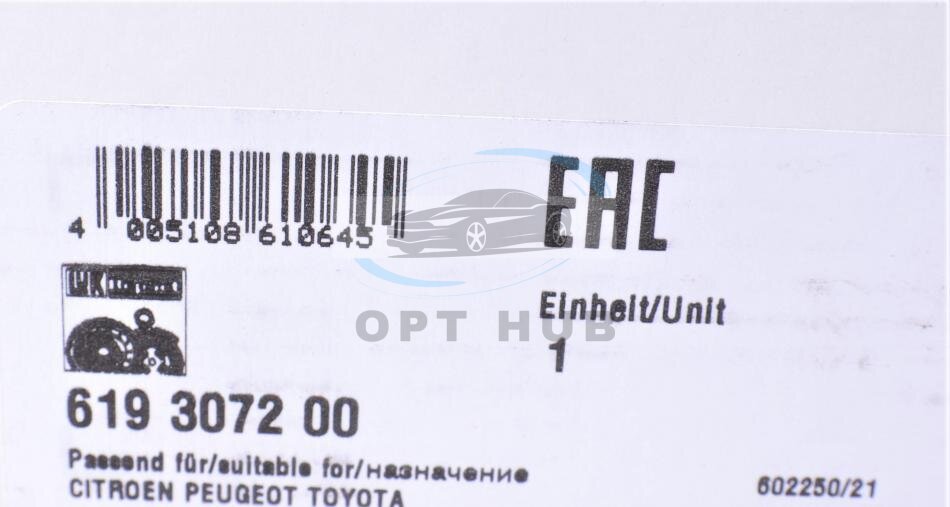 EAC
4 005108 610645
LuK
Einheit/Unit
1
OPT HUB
619 3072 00
Passend für/suitable for/назначение
CITROEN PEUGEOT TOYOTA
602250/21